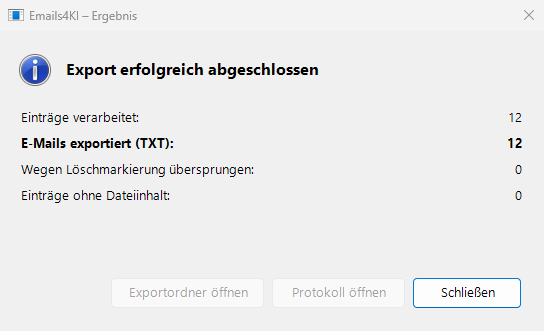 Emails4KI – Ergebnis
Export erfolgreich abgeschlossen
Einträge verarbeitet: 12
E-Mails exportiert (TXT): 12
Wegen Löschmarkierung übersprungen: 0
Einträge ohne Dateiinhalt: 0
Exportordner öffnen Protokoll öffnen Schließen